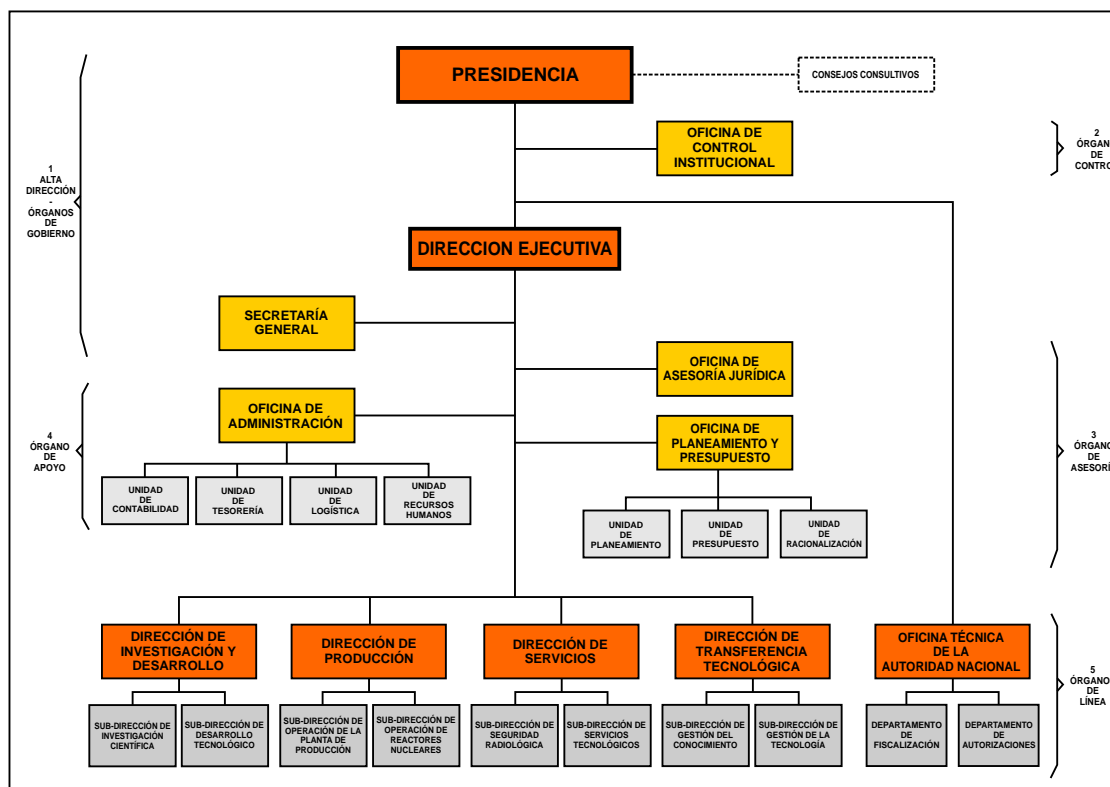 PRESIDENCIA
CONSEJOS CONSULTIVOS
OFICINA DE
CONTROL
INSTITUCIONAL
2
ÓRGAN
DE
CONTRO
1
ALTA
DIRECCIÓN
-
ÓRGANOS
DE
GOBIERNO
DIRECCION EJECUTIVA
SECRETARÍA
GENERAL
OFICINA DE
ASESORÍA JURÍDICA
OFICINA DE
ADMINISTRACIÓN
OFICINA DE
PLANEAMIENTO Y
PRESUPUESTO
4
ÓRGANO
DE
APOYO
3
ÓRGANO
DE
ASESORÍ
UNIDAD
DE
CONTABILIDAD
UNIDAD
DE
TESORERÍA
UNIDAD
DE
LOGÍSTICA
UNIDAD
DE
RECURSOS
HUMANOS
UNIDAD
DE
PLANEAMIENTO
UNIDAD
DE
PRESUPUESTO
UNIDAD
DE
RACIONALIZACIÓN
DIRECCIÓN DE
INVESTIGACIÓN Y
DESARROLLO
DIRECCIÓN DE
PRODUCCIÓN
DIRECCIÓN DE
SERVICIOS
DIRECCIÓN DE
TRANSFERENCIA
TECNOLÓGICA
OFICINA TÉCNICA
DE LA
AUTORIDAD NACIONAL
5
ÓRGANO
DE
LÍNEA
SUB-DIRECCIÓN DE
INVESTIGACIÓN
CIENTÍFICA
SUB-DIRECCIÓN DE
DESARROLLO
TECNOLÓGICO
SUB-DIRECCIÓN DE
OPERACIÓN DE LA
PLANTA DE
PRODUCCIÓN
SUB-DIRECCIÓN DE
OPERACIÓN DE
REACTORES
NUCLEARES
SUB-DIRECCIÓN DE
SEGURIDAD
RADIOLÓGICA
SUB-DIRECCIÓN DE
SERVICIOS
TECNOLÓGICOS
SUB-DIRECCIÓN DE
GESTIÓN DEL
CONOCIMIENTO
SUB-DIRECCIÓN DE
GESTIÓN DE LA
TECNOLOGÍA
DEPARTAMENTO
DE
FISCALIZACIÓN
DEPARTAMENTO
DE
AUTORIZACIONES